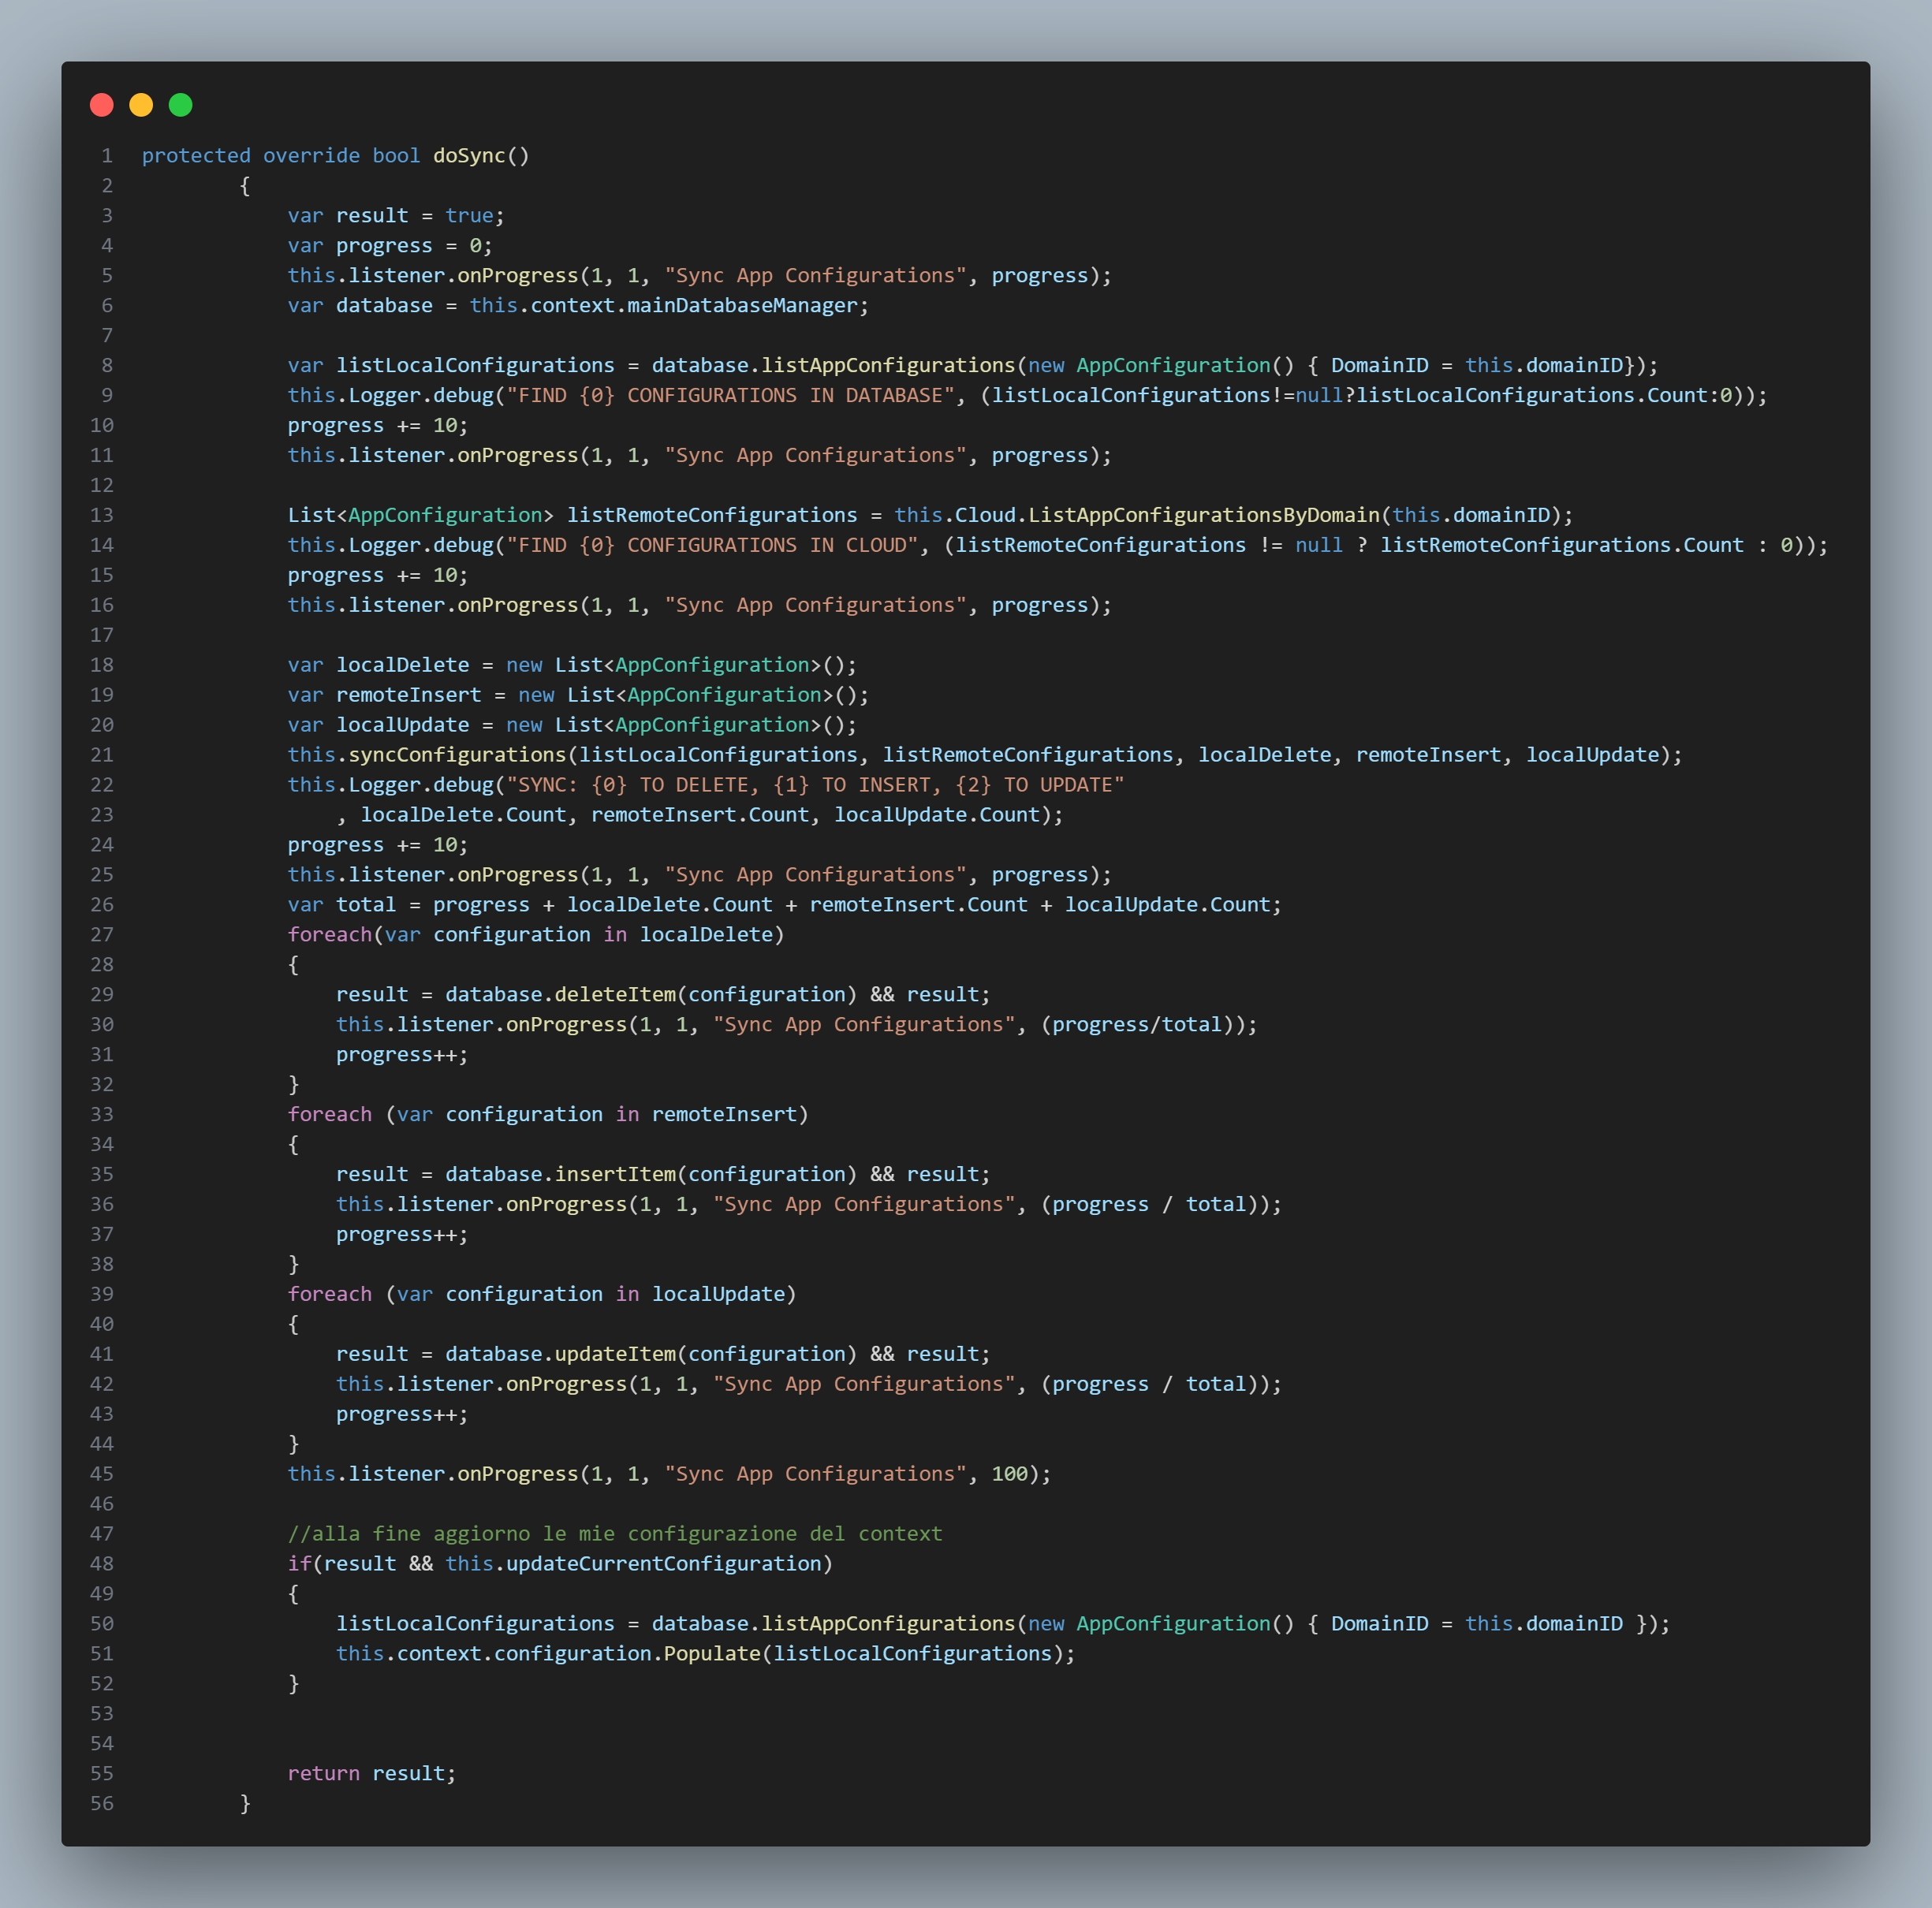 1 protected override bool doSync()
2 {
3 var result = true;
4 var progress = 0;
5 this.listener.onProgress(1, 1, "Sync App Configurations", progress);
6 var database = this.context.mainDatabaseManager;
7
8 var listLocalConfigurations = database.listAppConfigurations(new AppConfiguration() { DomainID = this.domainID});
9 this.Logger.debug("FIND {0} CONFIGURATIONS IN DATABASE", (listLocalConfigurations!=null?listLocalConfigurations.Count:0));
10 progress += 10;
11 this.listener.onProgress(1, 1, "Sync App Configurations", progress);
12
13 List<AppConfiguration> listRemoteConfigurations = this.Cloud.ListAppConfigurationsByDomain(this.domainID);
14 this.Logger.debug("FIND {0} CONFIGURATIONS IN CLOUD", (listRemoteConfigurations != null ? listRemoteConfigurations.Count : 0));
15 progress += 10;
16 this.listener.onProgress(1, 1, "Sync App Configurations", progress);
17
18 var localDelete = new List<AppConfiguration>();
19 var remoteInsert = new List<AppConfiguration>();
20 var localUpdate = new List<AppConfiguration>();
21 this.syncConfigurations(listLocalConfigurations, listRemoteConfigurations, localDelete, remoteInsert, localUpdate);
22 this.Logger.debug("SYNC: {0} TO DELETE, {1} TO INSERT, {2} TO UPDATE"
23 , localDelete.Count, remoteInsert.Count, localUpdate.Count);
24 progress += 10;
25 this.listener.onProgress(1, 1, "Sync App Configurations", progress);
26 var total = progress + localDelete.Count + remoteInsert.Count + localUpdate.Count;
27 foreach(var configuration in localDelete)
28 {
29 result = database.deleteItem(configuration) && result;
30 this.listener.onProgress(1, 1, "Sync App Configurations", (progress/total));
31 progress++;
32 }
33 foreach (var configuration in remoteInsert)
34 {
35 result = database.insertItem(configuration) && result;
36 this.listener.onProgress(1, 1, "Sync App Configurations", (progress / total));
37 progress++;
38 }
39 foreach (var configuration in localUpdate)
40 {
41 result = database.updateItem(configuration) && result;
42 this.listener.onProgress(1, 1, "Sync App Configurations", (progress / total));
43 progress++;
44 }
45 this.listener.onProgress(1, 1, "Sync App Configurations", 100);
46
47 //alla fine aggiorno le mie configurazione del context
48 if(result && this.updateCurrentConfiguration)
49 {
50 listLocalConfigurations = database.listAppConfigurations(new AppConfiguration() { DomainID = this.domainID });
51 this.context.configuration.Populate(listLocalConfigurations);
52 }
53
54
55 return result;
56 }